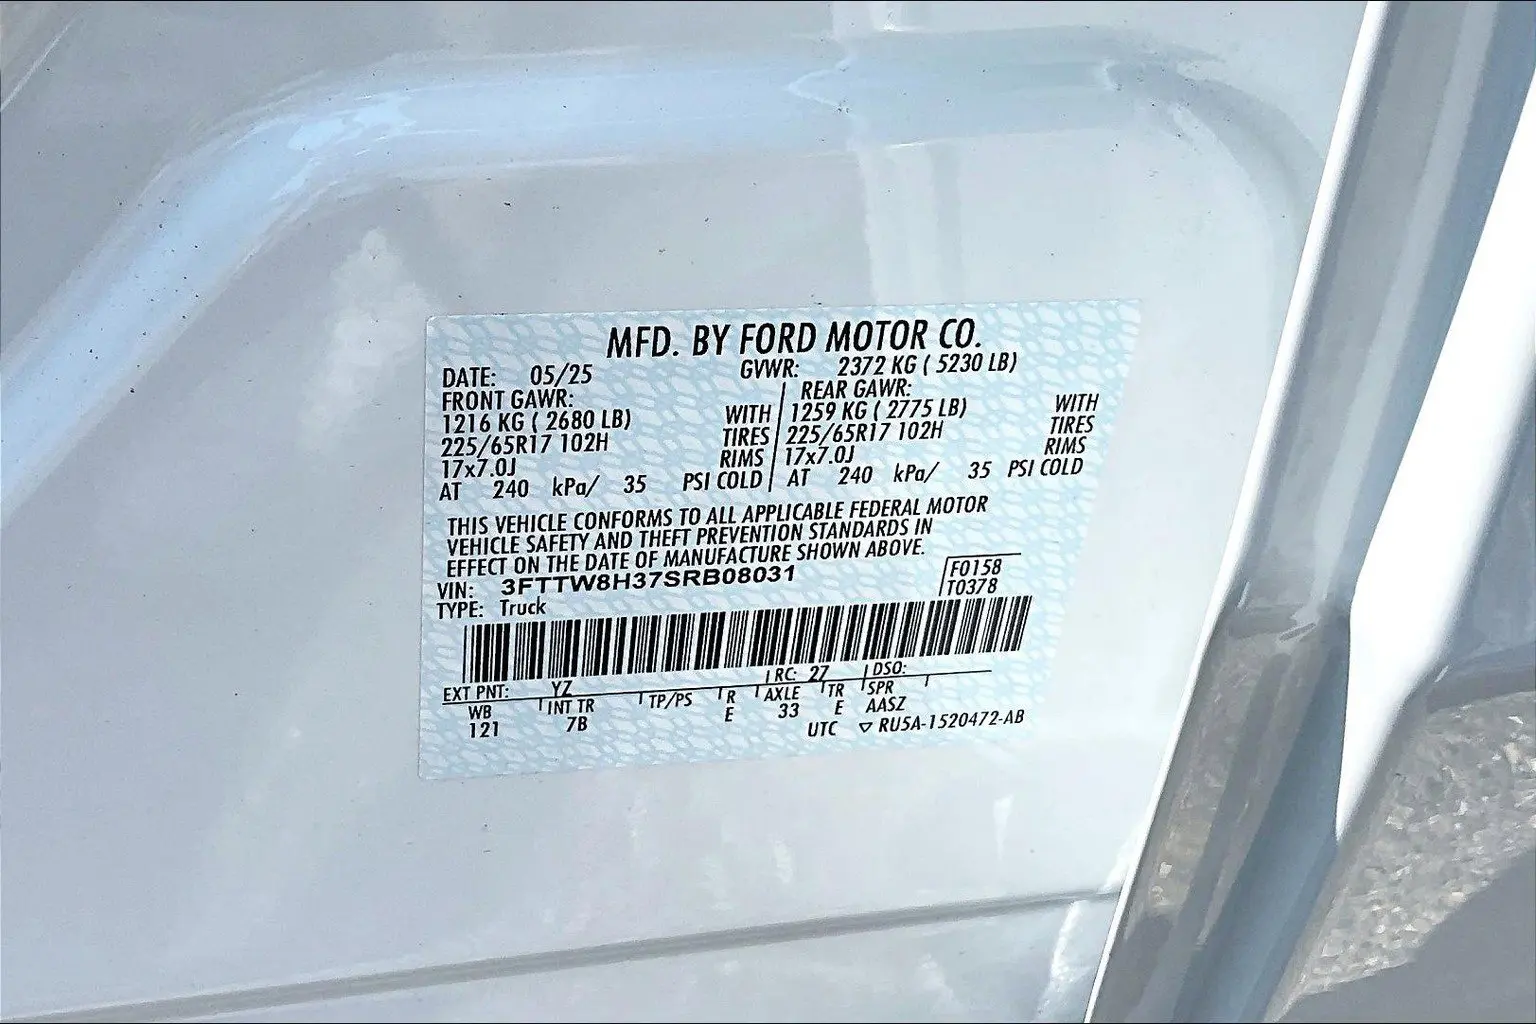 MFD. BY FORD MOTOR CO.
DATE: 05/25 GVWR: 2372 KG ( 5230 LB)
FRONT GAWR: REAR GAWR:
1216 KG ( 2680 LB) WITH 1259 KG ( 2775 LB) WITH
225/65R17 102H TIRES 225/65R17 102H TIRES
17x7.0J RIMS 17x7.0J RIMS
AT 240 kPa/ 35 PSI COLD AT 240 kPa/ 35 PSI COLD
THIS VEHICLE CONFORMS TO ALL APPLICABLE FEDERAL MOTOR
VEHICLE SAFETY AND THEFT PREVENTION STANDARDS IN
EFFECT ON THE DATE OF MANUFACTURE SHOWN ABOVE.
VIN: 3FTTW8H37SRB08031 F0158
TYPE: Truck T0378
EXT PNT: YZ RC: 27 DSO:
WB INT TR TP/PS R AXLE TR SPR
121 7B E 33 E AASZ
UTC ▽ RU5A-1520472-AB